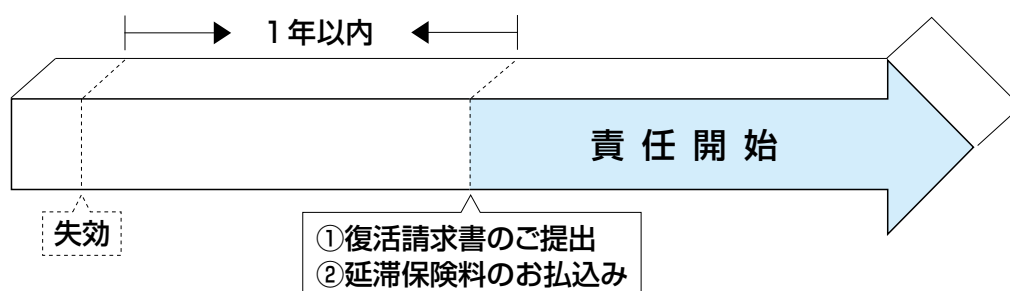 1年以内
責任開始
失効
①復活請求書のご提出
②延滞保険料のお払込み